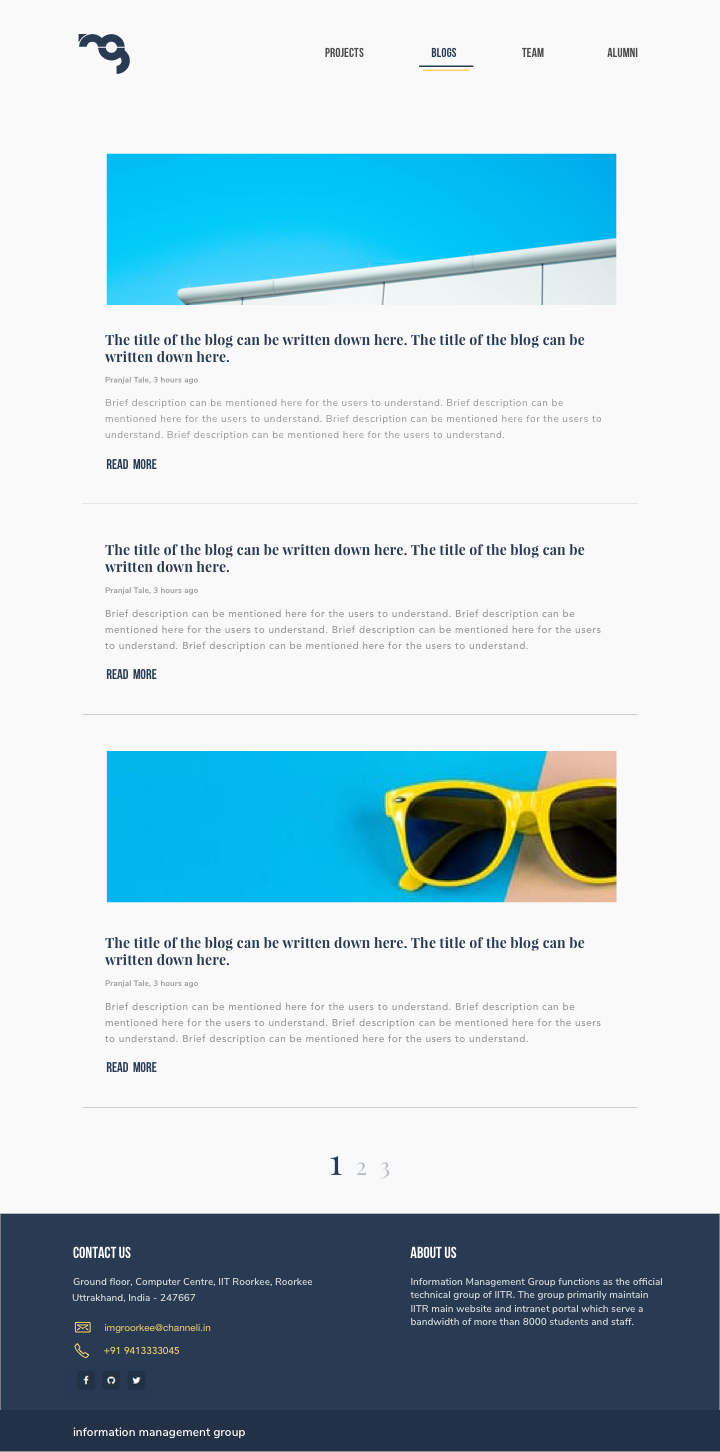 PROJECTS BLOGS TEAM ALUMNI
The title of the blog can be written down here. The title of the blog can be
written down here.
Pranjal Tale, 3 hours ago
Brief description can be mentioned here for the users to understand. Brief description can be
mentioned here for the users to understand. Brief description can be mentioned here for the users to
understand. Brief description can be mentioned here for the users to understand.
READ MORE
The title of the blog can be written down here. The title of the blog can be
written down here.
Pranjal Tale, 3 hours ago
Brief description can be mentioned here for the users to understand. Brief description can be
mentioned here for the users to understand. Brief description can be mentioned here for the users
to understand. Brief description can be mentioned here for the users to understand.
READ MORE
The title of the blog can be written down here. The title of the blog can be
written down here.
Pranjal Tale, 3 hours ago
Brief description can be mentioned here for the users to understand. Brief description can be
mentioned here for the users to understand. Brief description can be mentioned here for the users
to understand. Brief description can be mentioned here for the users to understand.
READ MORE
1 2 3
CONTACT US
Ground floor, Computer Centre, IIT Roorkee, Roorkee
Uttrakhand, India - 247667
imgroorkee@channeli.in
+91 9413333045
ABOUT US
Information Management Group functions as the official
technical group of IITR. The group primarily maintain
IITR main website and intranet portal which serve a
bandwidth of more than 8000 students and staff.
information management group